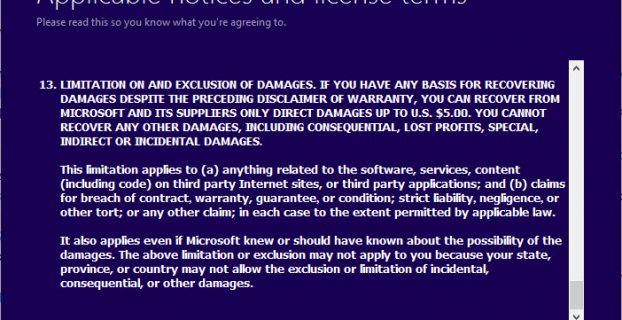 Applicable notices and license terms
Please read this so you know what you're agreeing to.
13. LIMITATION ON AND EXCLUSION OF DAMAGES. IF YOU HAVE ANY BASIS FOR RECOVERING
DAMAGES DESPITE THE PRECEDING DISCLAIMER OF WARRANTY, YOU CAN RECOVER FROM
MICROSOFT AND ITS SUPPLIERS ONLY DIRECT DAMAGES UP TO U.S. $5.00. YOU CANNOT
RECOVER ANY OTHER DAMAGES, INCLUDING CONSEQUENTIAL, LOST PROFITS, SPECIAL,
INDIRECT OR INCIDENTAL DAMAGES.
This limitation applies to (a) anything related to the software, services, content
(including code) on third party Internet sites, or third party applications; and (b) claims
for breach of contract, warranty, guarantee, or condition; strict liability, negligence, or
other tort; or any other claim; in each case to the extent permitted by applicable law.
It also applies even if Microsoft knew or should have known about the possibility of the
damages. The above limitation or exclusion may not apply to you because your state,
province, or country may not allow the exclusion or limitation of incidental,
consequential, or other damages.